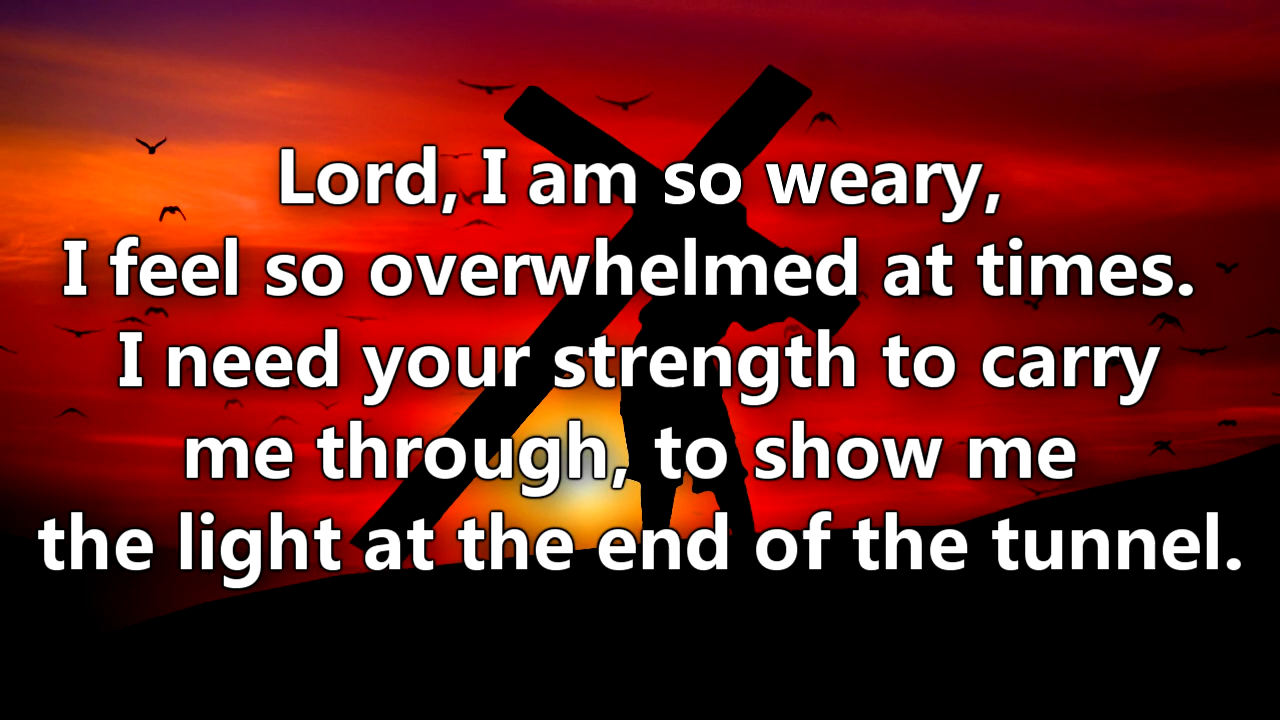 Lord, I am so weary,
I feel so overwhelmed at times.
I need your strength to carry
me through, to show me
the light at the end of the tunnel.